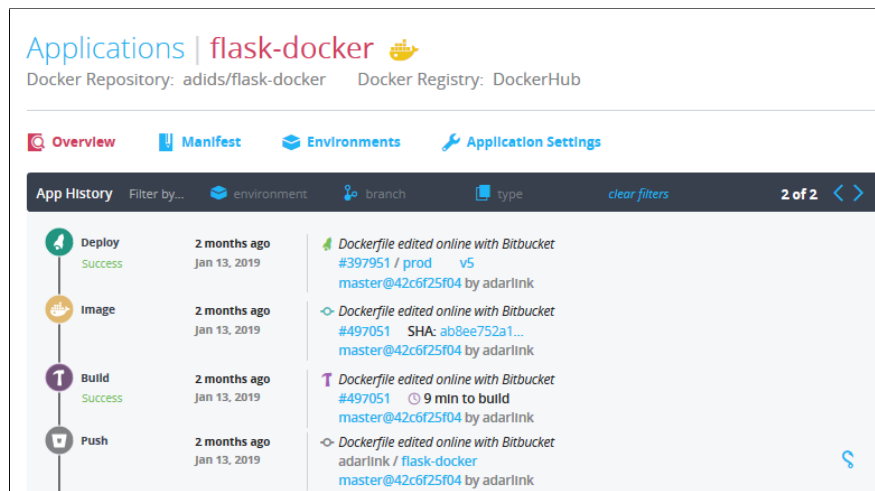 Applications | flask-docker
Docker Repository: adids/flask-docker Docker Registry: DockerHub
Overview Manifest Environments Application Settings
App History Filter by... environment branch type clear filters 2 of 2
Deploy 2 months ago Dockerfile edited online with Bitbucket
Success Jan 13, 2019 #397951 / prod v5
master@42c6f25f04 by adarlink
Image 2 months ago Dockerfile edited online with Bitbucket
Jan 13, 2019 #497051 SHA: ab8ee752a1...
master@42c6f25f04 by adarlink
Build 2 months ago Dockerfile edited online with Bitbucket
Success Jan 13, 2019 #497051 9 min to build
master@42c6f25f04 by adarlink
Push 2 months ago Dockerfile edited online with Bitbucket
Jan 13, 2019 adarlink / flask-docker
master@42c6f25f04 by adarlink